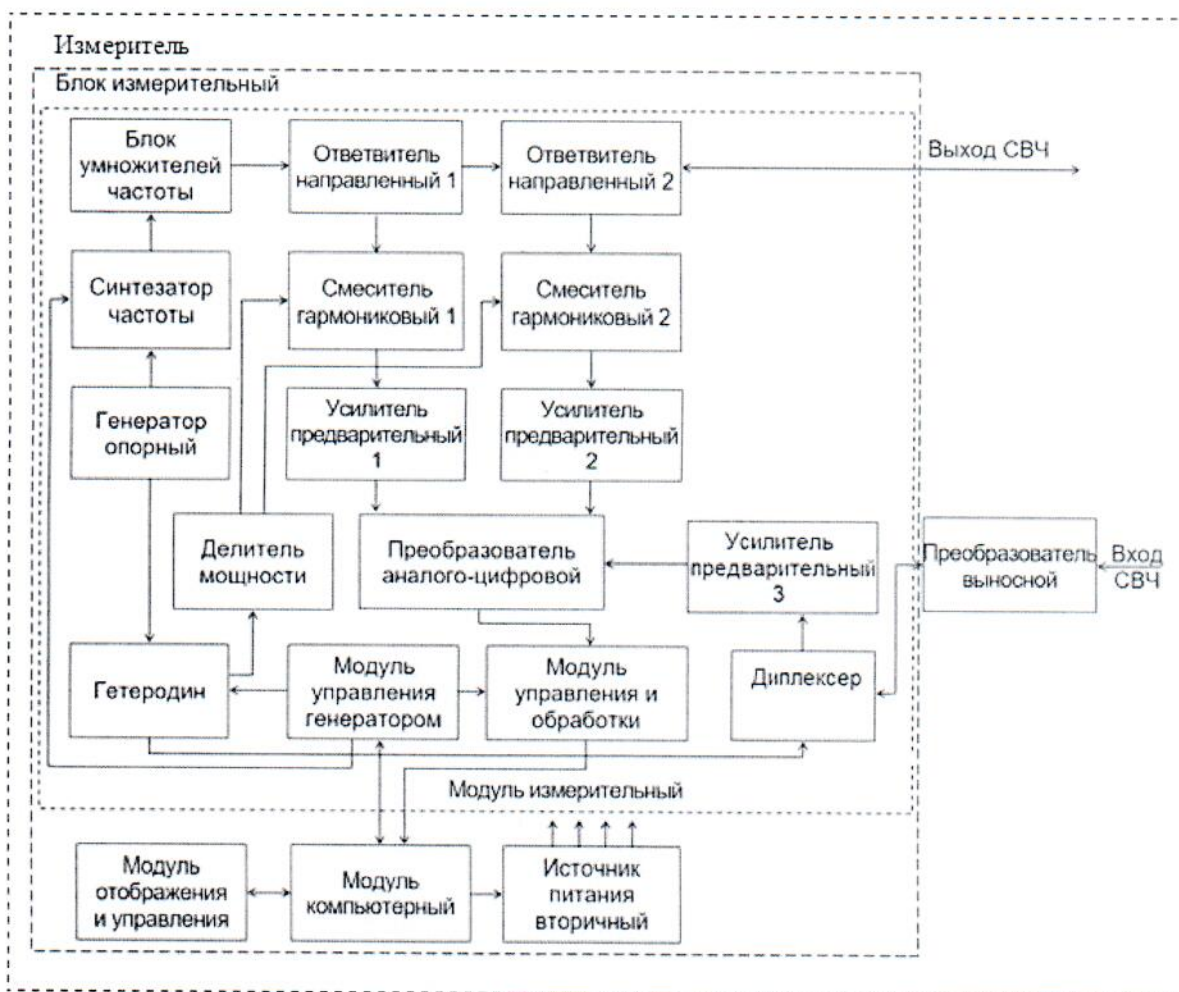 Измеритель
Блок измерительный
Блок
умножителей
частоты
Ответвитель
направленный 1
Ответвитель
направленный 2
Выход СВЧ
Синтезатор
частоты
Смеситель
гармониковый 1
Смеситель
гармониковый 2
Генератор
опорный
Усилитель
предварительный
1
Усилитель
предварительный
2
Делитель
мощности
Преобразователь
аналого-цифровой
Усилитель
предварительный
3
Преобразователь
выносной
Вход
СВЧ
Гетеродин
Модуль
управления
генератором
Модуль
управления и
обработки
Диплексер
Модуль измерительный
Модуль
отображения
и управления
Модуль
компьютерный
Источник
питания
вторичный